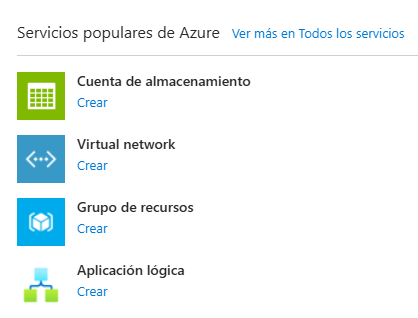 Servicios populares de Azure Ver más en Todos los servicios
Cuenta de almacenamiento
Crear
Virtual network
Crear
Grupo de recursos
Crear
Aplicación lógica
Crear